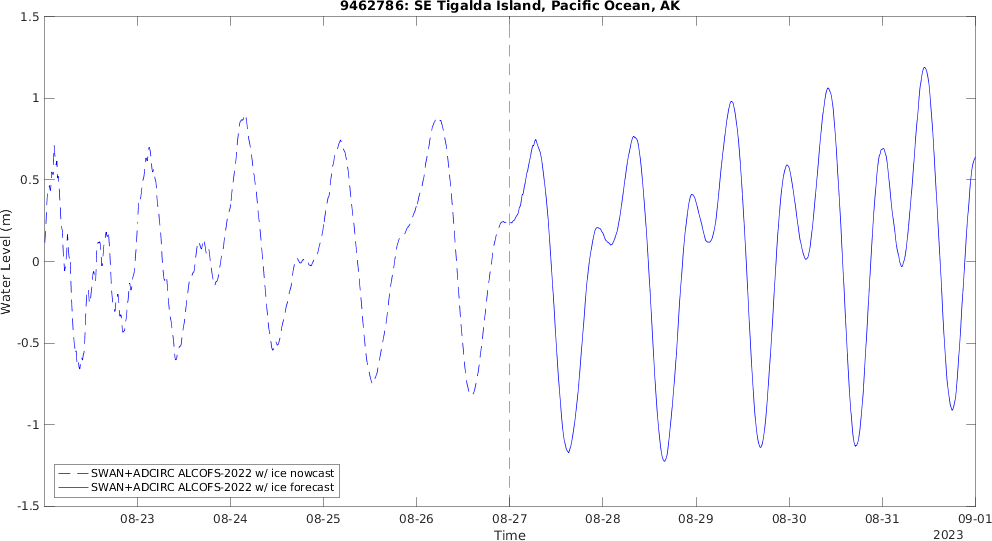 9462786: SE Tigalda Island, Pacific Ocean, AK
1.5
1
0.5
0
-0.5
-1
-1.5
Water Level (m)
SWAN+ADCIRC ALCOFS-2022 w/ ice nowcast
SWAN+ADCIRC ALCOFS-2022 w/ ice forecast
08-23 08-24 08-25 08-26 08-27 08-28 08-29 08-30 08-31 09-01
Time
2023